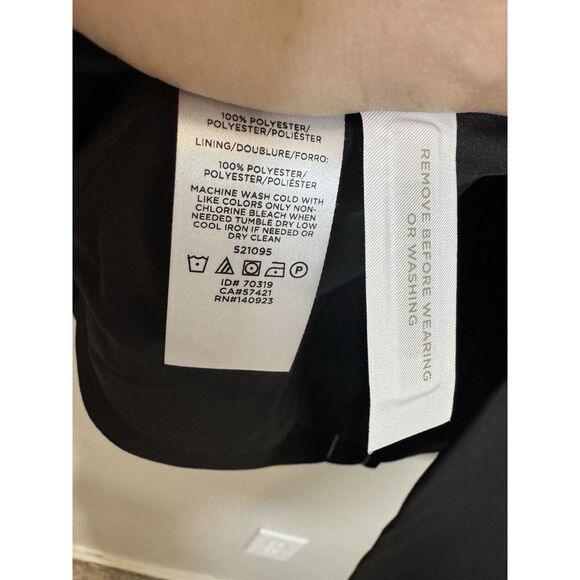 100% POLYESTER/
POLYESTER/POLIÉSTER
LINING/DOUBLURE/FORRO:
100% POLYESTER/
POLYESTER/POLIÉSTER
MACHINE WASH COLD WITH
LIKE COLORS ONLY NON-
CHLORINE BLEACH WHEN
NEEDED TUMBLE DRY LOW
COOL IRON IF NEEDED OR
DRY CLEAN
521095
P
ID# 70319
CA#57421
RN#140923
REMOVE BEFORE WEARING
OR WASHING